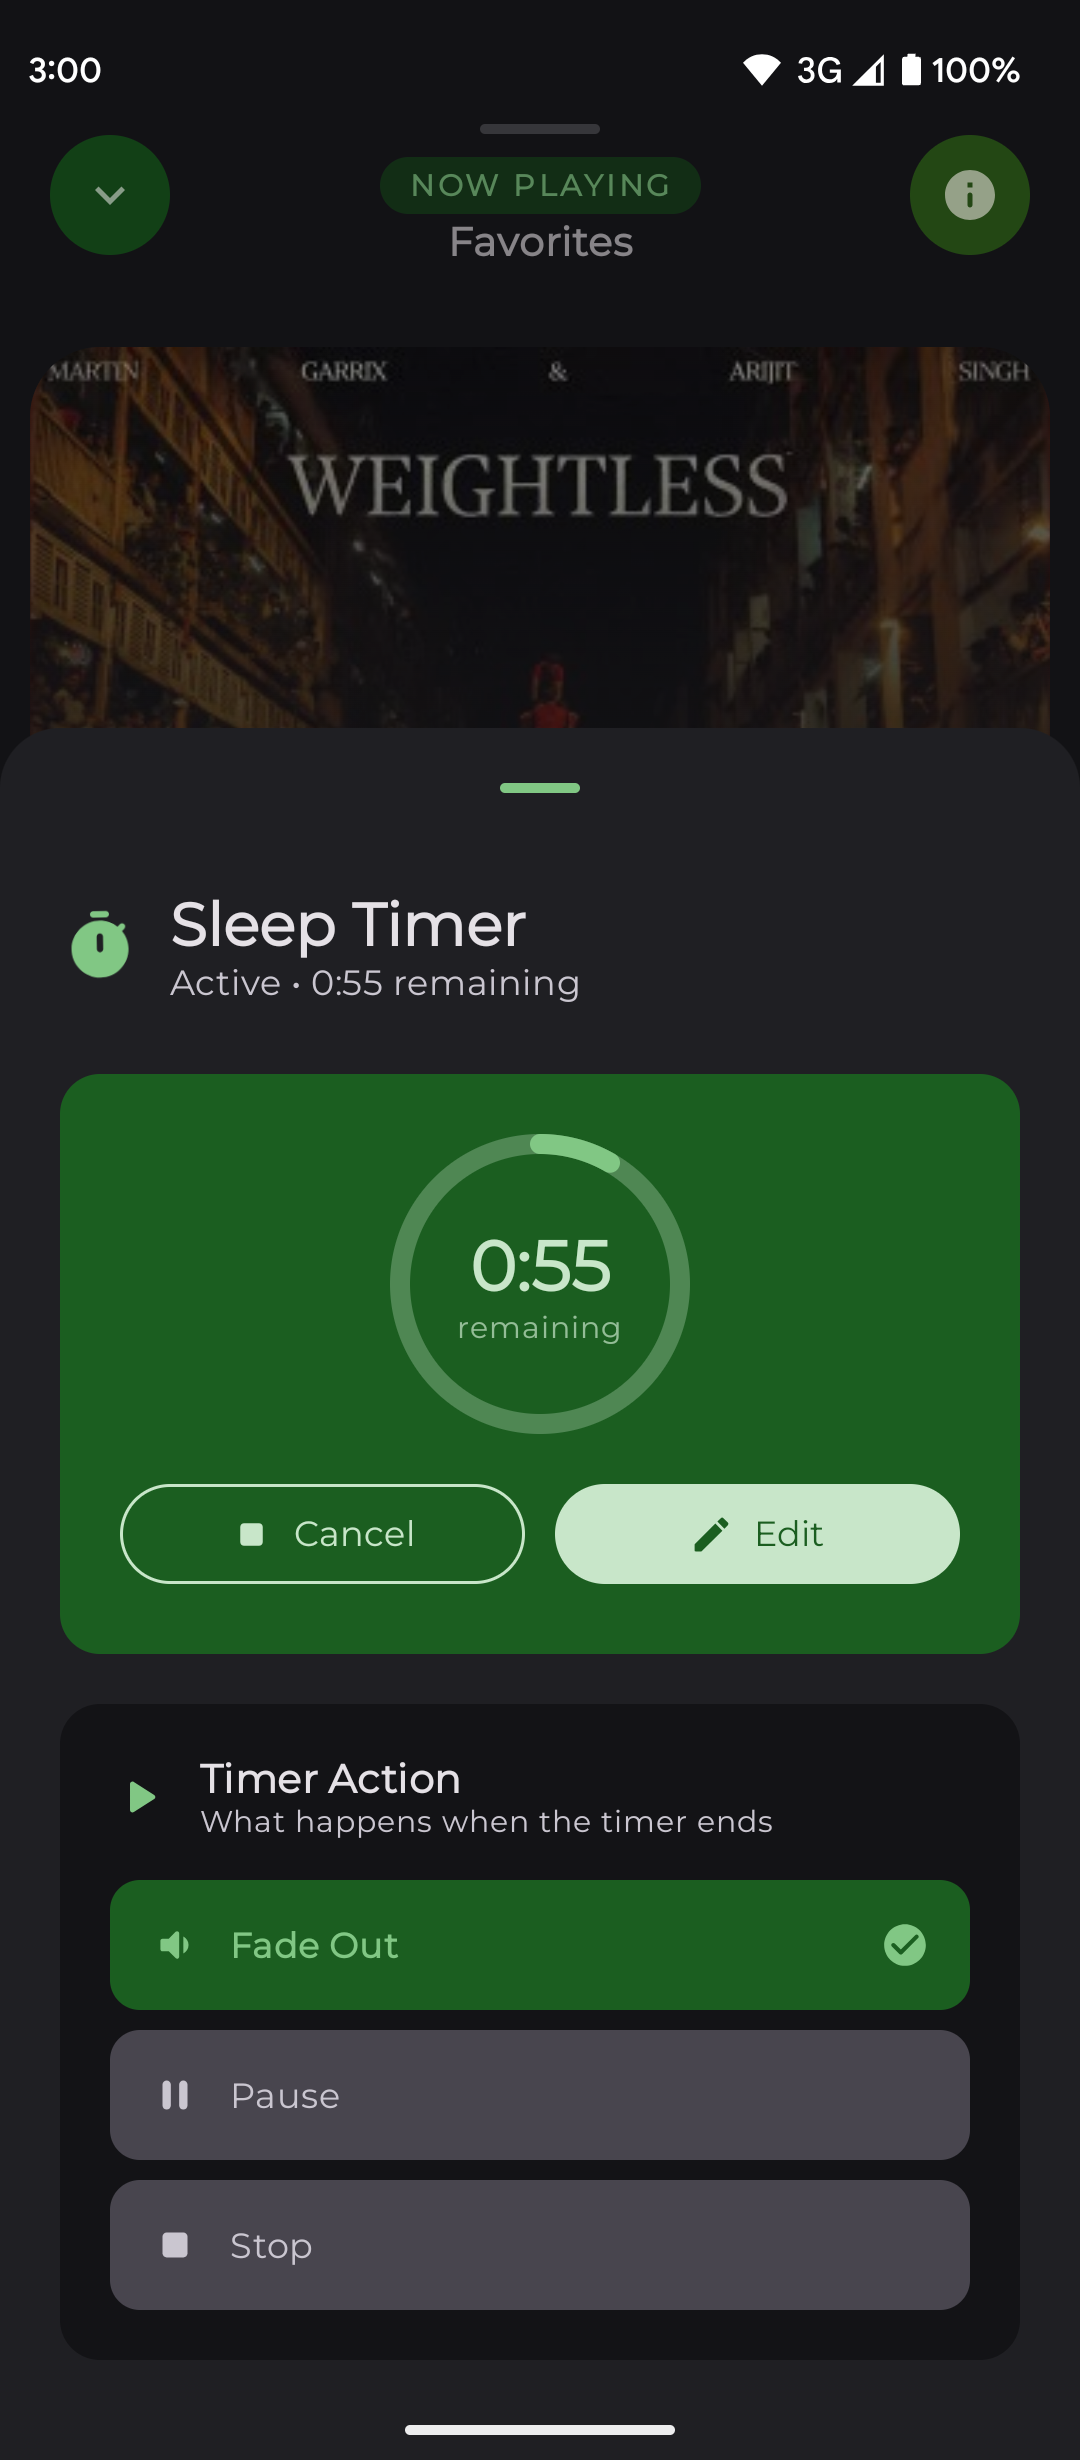 3:00 3G 100%
NOW PLAYING
Favorites
MARTIN GARRIX & ARIJIT SINGH
WEIGHTLESS
Sleep Timer
Active • 0:55 remaining
0:55
remaining
Cancel Edit
Timer Action
What happens when the timer ends
Fade Out
Pause
Stop